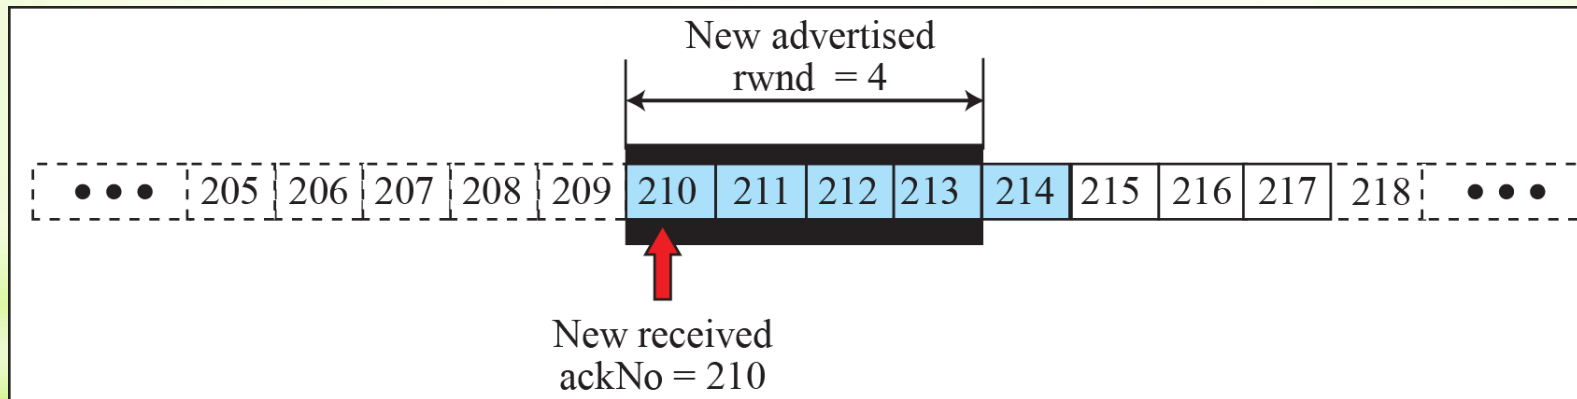 New advertised
rwnd = 4
••• 205 206 207 208 209 210 211 212 213 214 215 216 217 218 •••
New received
ackNo = 210